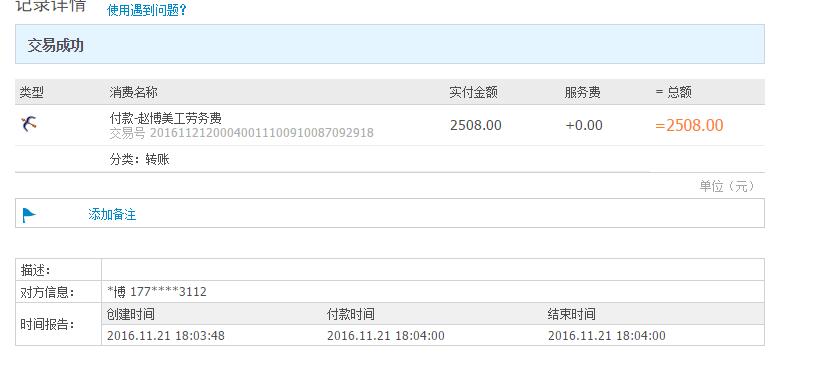 记录详情 使用遇到问题?
交易成功
类型 消费名称 实付金额 服务费 = 总额
付款-赵博美工劳务费 2508.00 +0.00 =2508.00
交易号 20161121200040011100910087092918
分类：转账
单位（元）
添加备注
描述：
对方信息： *博 177****3112
时间报告： 创建时间 付款时间 结束时间
2016.11.21 18:03:48 2016.11.21 18:04:00 2016.11.21 18:04:00